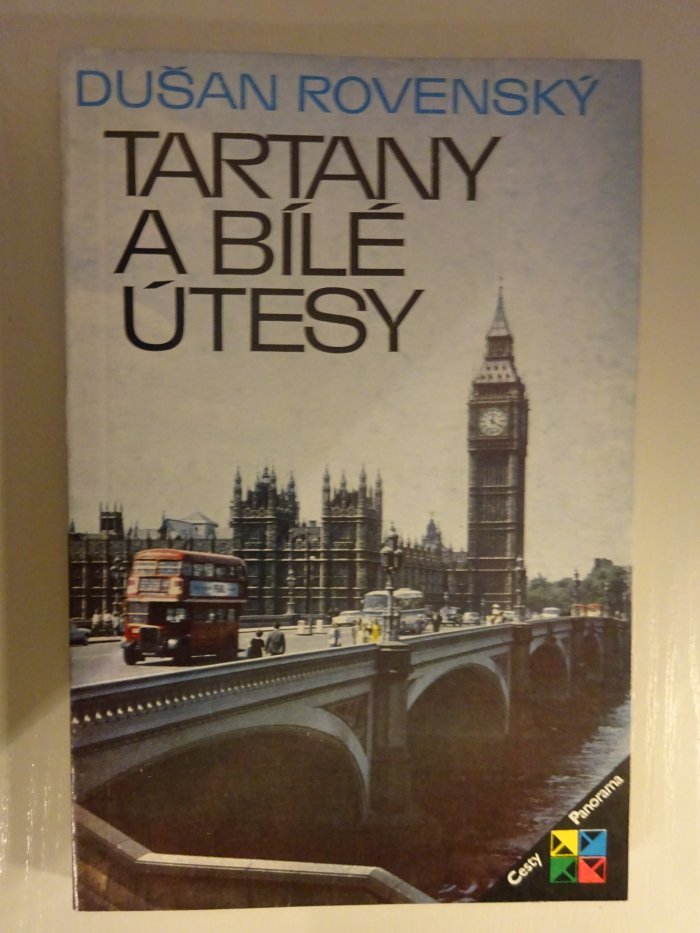 DUŠAN ROVENSKÝ
TARTANY
A BÍLÉ
ÚTESY
Cesty
Panorama